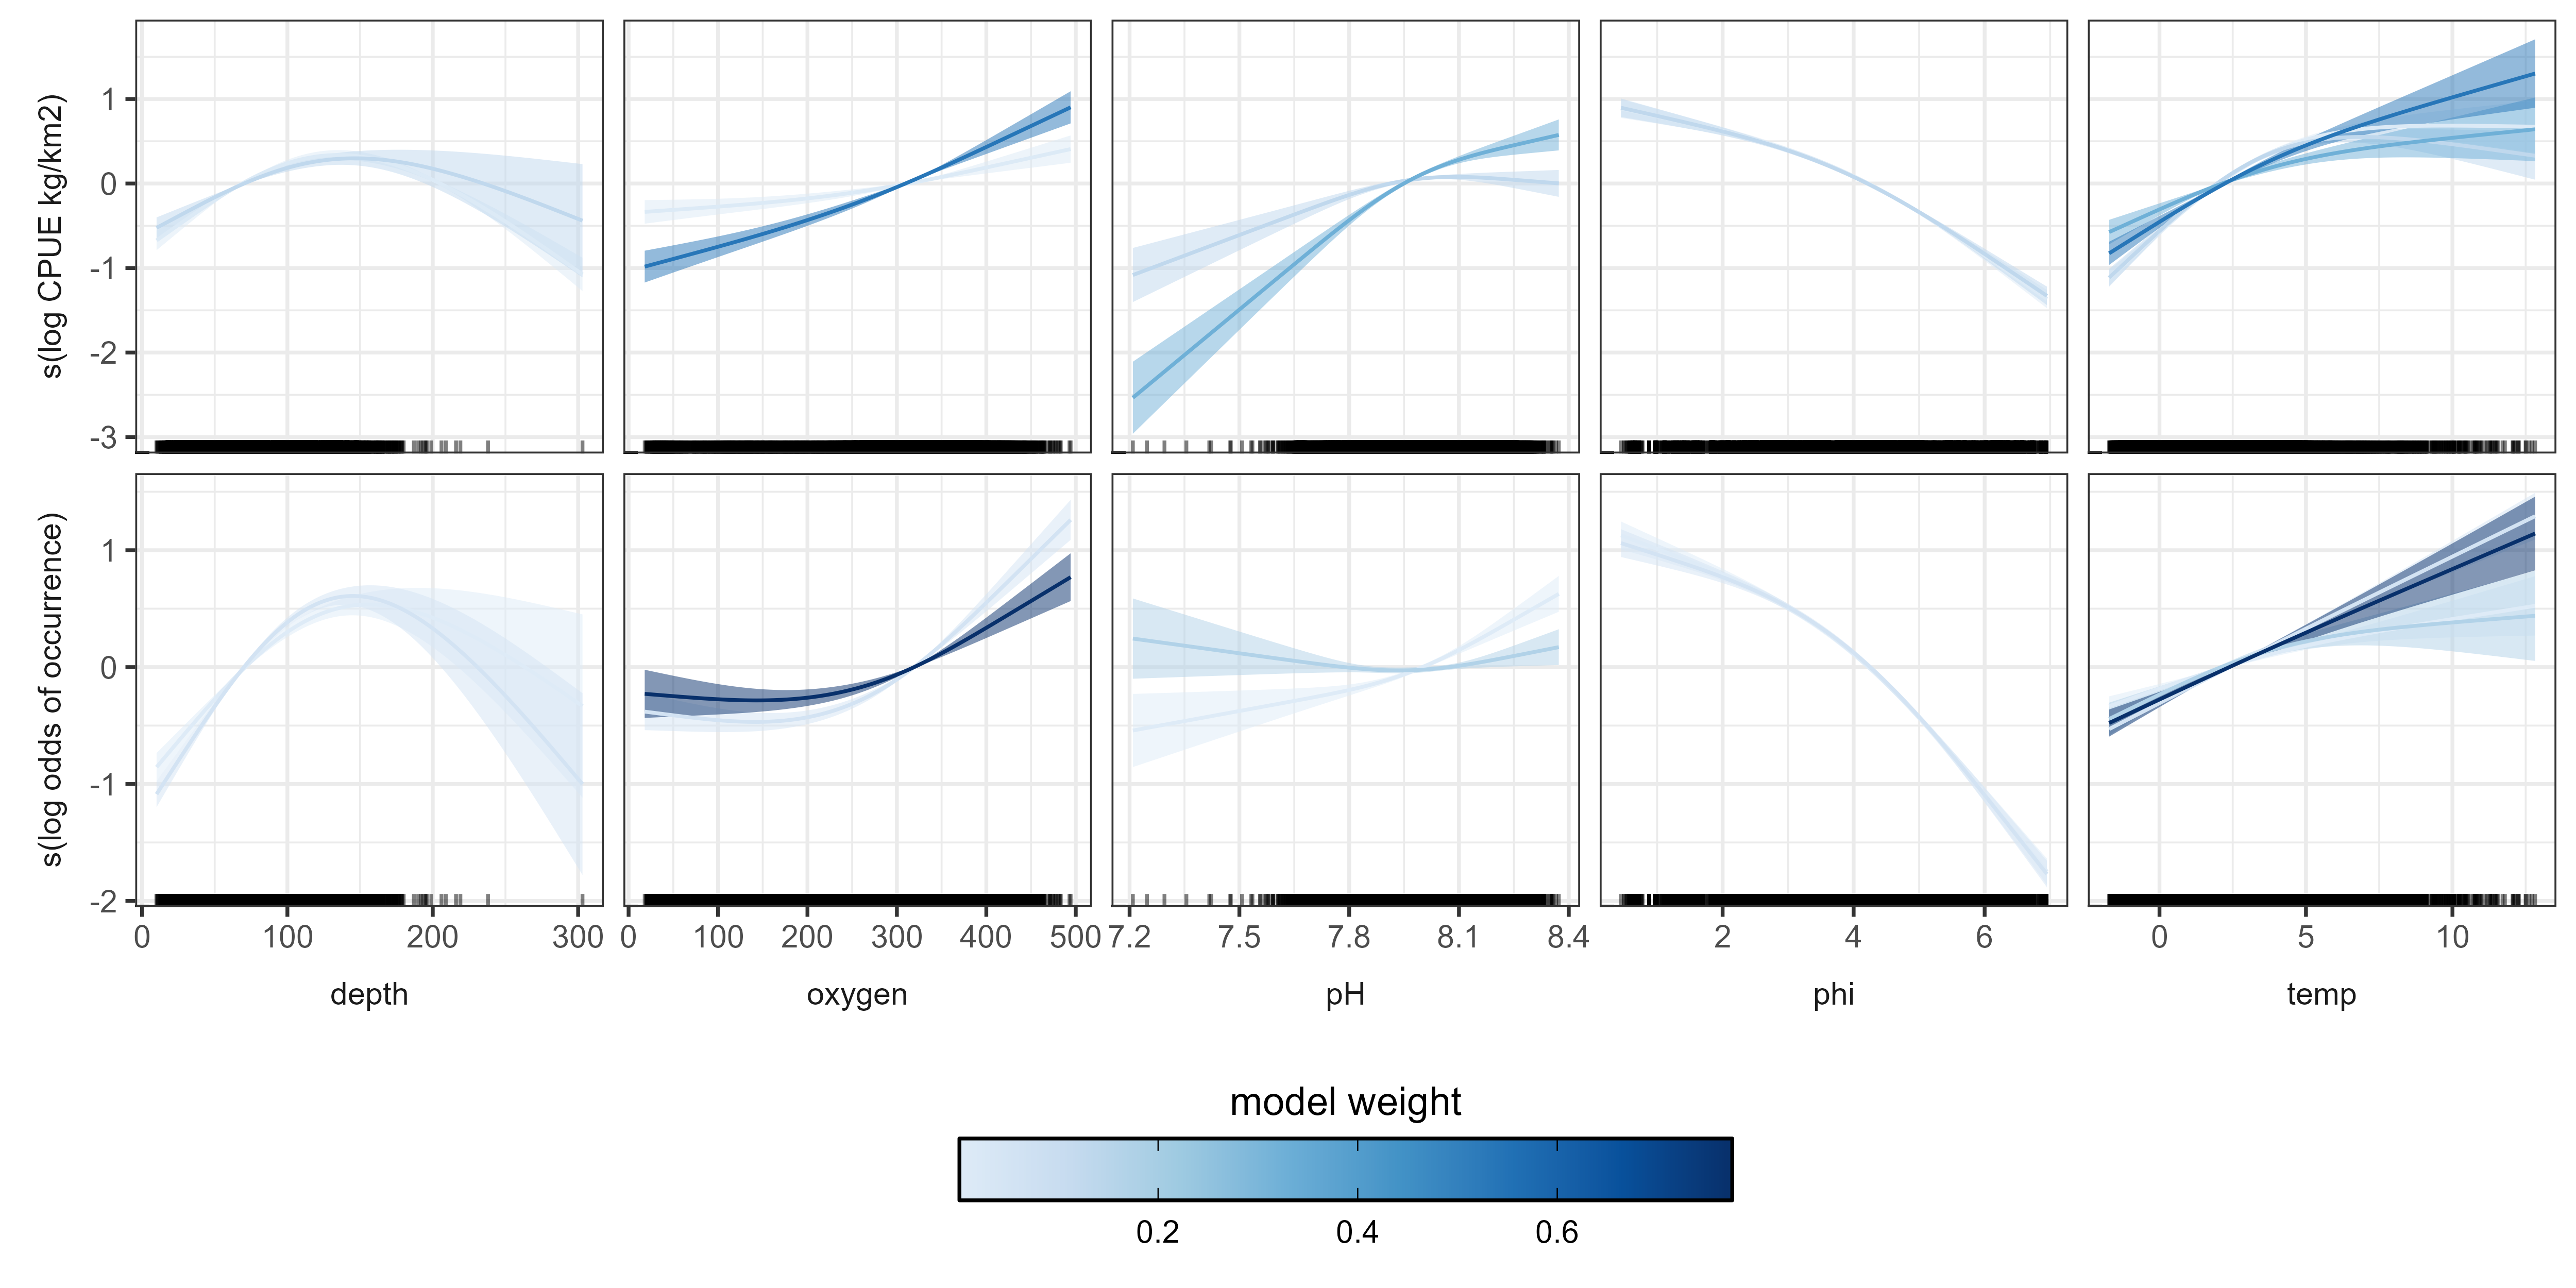 s(log CPUE kg/km2)
1
0
-1
-2
-3
s(log odds of occurrence)
1
0
-1
-2
0 100 200 300 0 100 200 300 400 500 7.2 7.5 7.8 8.1 8.4 2 4 6 0 5 10
depth oxygen pH phi temp
model weight
0.2 0.4 0.6